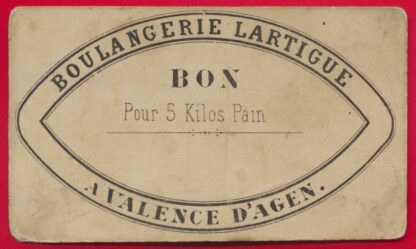 BOULANGERIE LARTIGUE
BON
Pour 5 Kilos Pain
A VALENCE D'AGEN.